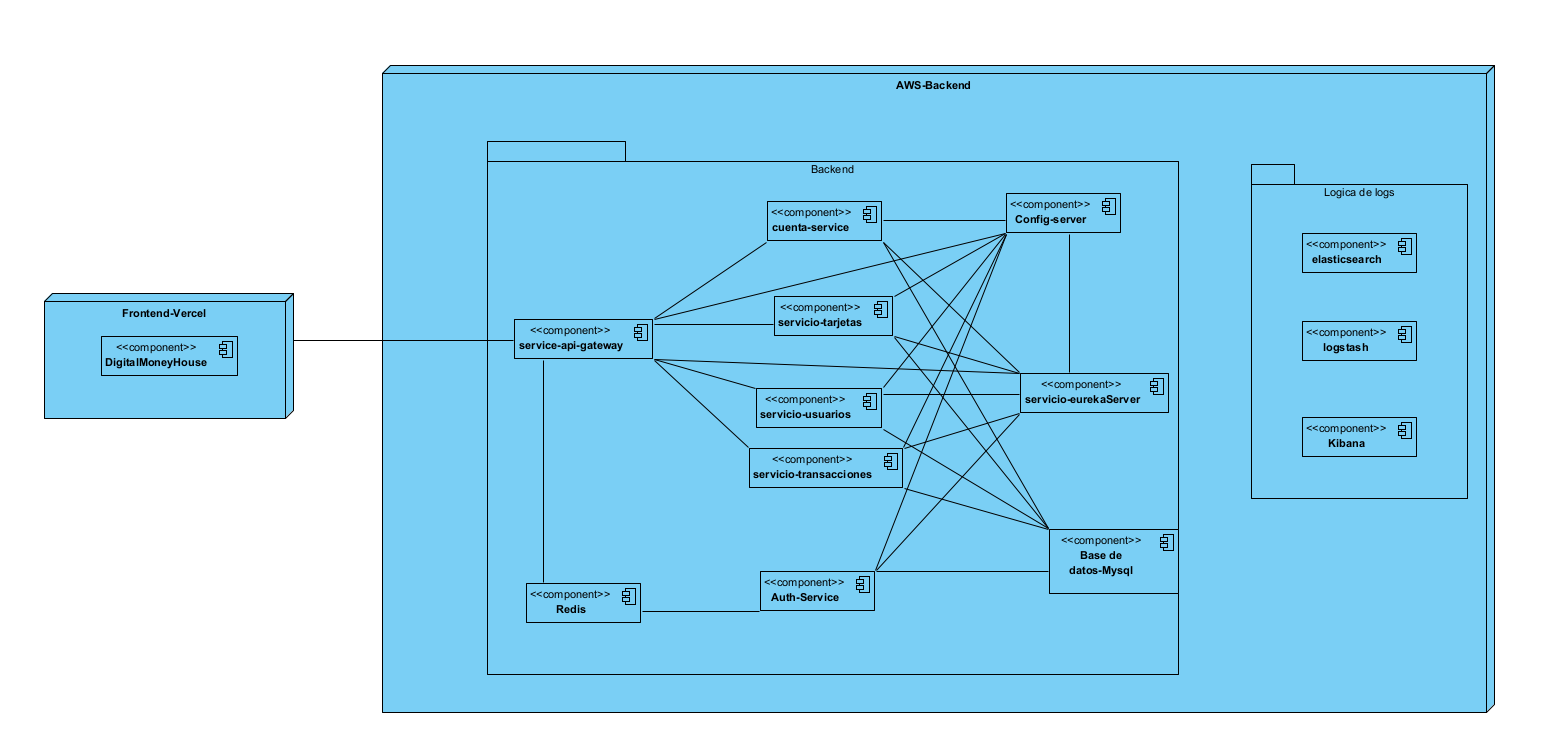 AWS-Backend
Backend
Logica de logs
<<component>>
cuenta-service
<<component>>
Config-server
<<component>>
elasticsearch
Frontend-Vercel
<<component>>
DigitalMoneyHouse
<<component>>
service-api-gateway
<<component>>
servicio-tarjetas
<<component>>
logstash
<<component>>
servicio-usuarios
<<component>>
servicio-eurekaServer
<<component>>
Kibana
<<component>>
servicio-transacciones
<<component>>
Base de
datos-Mysql
<<component>>
Redis
<<component>>
Auth-Service